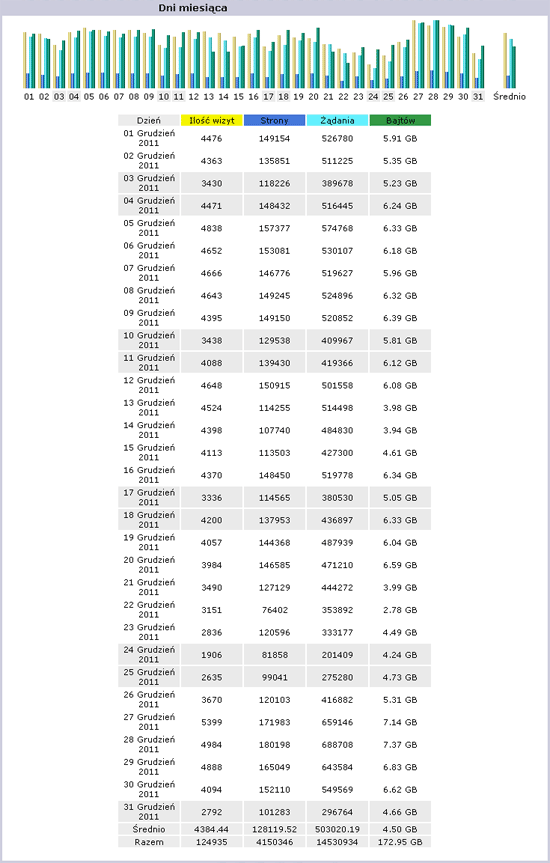 Dni miesiąca
01 02 03 04 05 06 07 08 09 10 11 12 13 14 15 16 17 18 19 20 21 22 23 24 25 26 27 28 29 30 31 Średnio
Dzień Ilość wizyt Strony Żądania Bajtów
01 Grudzień
2011 4476 149154 526780 5.91 GB
02 Grudzień
2011 4363 135851 511225 5.35 GB
03 Grudzień
2011 3430 118226 389678 5.23 GB
04 Grudzień
2011 4471 148432 516445 6.24 GB
05 Grudzień
2011 4838 157377 574768 6.33 GB
06 Grudzień
2011 4652 153081 530107 6.18 GB
07 Grudzień
2011 4666 146776 519627 5.96 GB
08 Grudzień
2011 4643 149245 524896 6.32 GB
09 Grudzień
2011 4395 149150 520852 6.39 GB
10 Grudzień
2011 3438 129538 409967 5.81 GB
11 Grudzień
2011 4088 139430 419366 6.12 GB
12 Grudzień
2011 4648 150915 501558 6.08 GB
13 Grudzień
2011 4524 114255 514498 3.98 GB
14 Grudzień
2011 4398 107740 484830 3.94 GB
15 Grudzień
2011 4113 113503 427300 4.61 GB
16 Grudzień
2011 4370 148450 519778 6.34 GB
17 Grudzień
2011 3336 114565 380530 5.05 GB
18 Grudzień
2011 4200 137953 436897 6.33 GB
19 Grudzień
2011 4057 144368 487939 6.04 GB
20 Grudzień
2011 3984 146585 471210 6.59 GB
21 Grudzień
2011 3490 127129 444272 3.99 GB
22 Grudzień
2011 3151 76402 353892 2.78 GB
23 Grudzień
2011 2836 120596 333177 4.49 GB
24 Grudzień
2011 1906 81858 201409 4.24 GB
25 Grudzień
2011 2635 99041 275280 4.73 GB
26 Grudzień
2011 3670 120103 416882 5.31 GB
27 Grudzień
2011 5399 171983 659146 7.14 GB
28 Grudzień
2011 4984 180198 688708 7.37 GB
29 Grudzień
2011 4888 165049 643584 6.83 GB
30 Grudzień
2011 4094 152110 549569 6.62 GB
31 Grudzień
2011 2792 101283 296764 4.66 GB
Średnio 4384.44 128119.52 503020.19 4.50 GB
Razem 124935 4150346 14530934 172.95 GB